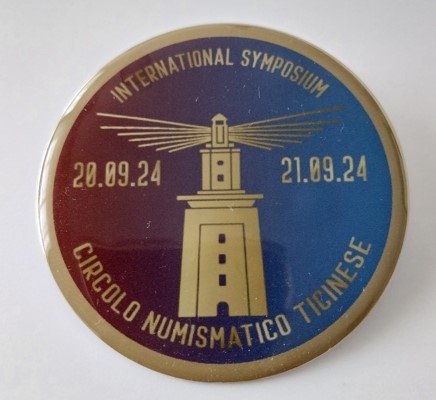 INTERNATIONAL SYMPOSIUM
20.09.24
21.09.24
CIRCOLO NUMISMATICO TICINESE